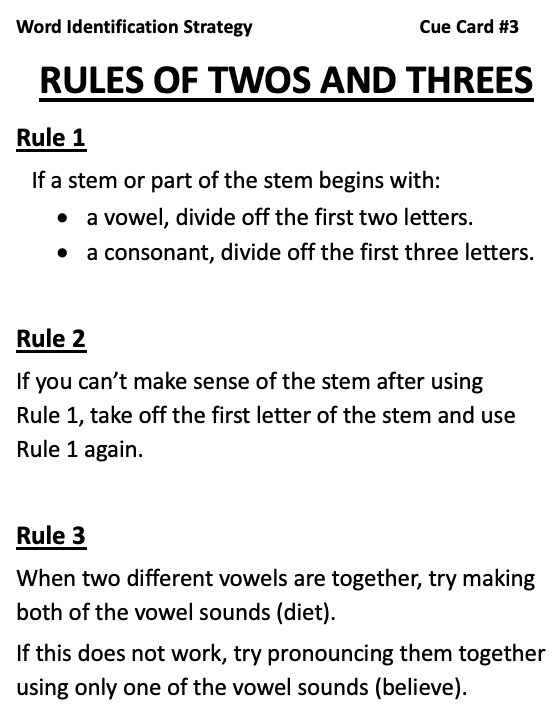 Word Identification Strategy Cue Card #3
RULES OF TWOS AND THREES
Rule 1
If a stem or part of the stem begins with:
• a vowel, divide off the first two letters.
• a consonant, divide off the first three letters.
Rule 2
If you can’t make sense of the stem after using
Rule 1, take off the first letter of the stem and use
Rule 1 again.
Rule 3
When two different vowels are together, try making
both of the vowel sounds (diet).
If this does not work, try pronouncing them together
using only one of the vowel sounds (believe).